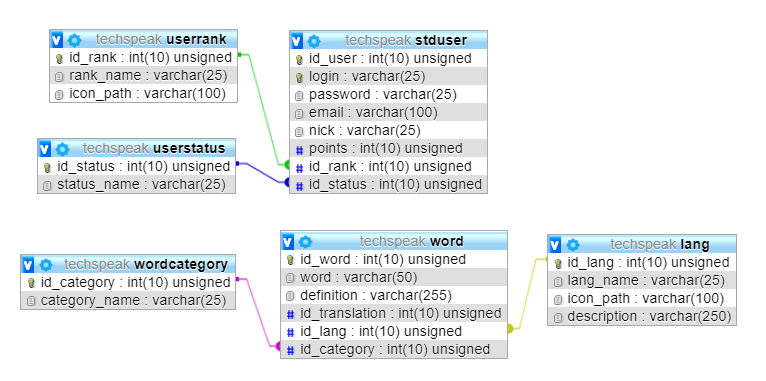 techspeak userrank
id_rank : int(10) unsigned
rank_name : varchar(25)
icon_path : varchar(100)
techspeak stduser
id_user : int(10) unsigned
login : varchar(25)
password : varchar(25)
email : varchar(100)
nick : varchar(25)
points : int(10) unsigned
id_rank : int(10) unsigned
id_status : int(10) unsigned
techspeak userstatus
id_status : int(10) unsigned
status_name : varchar(25)
techspeak wordcategory
id_category : int(10) unsigned
category_name : varchar(25)
techspeak word
id_word : int(10) unsigned
word : varchar(50)
definition : varchar(255)
id_translation : int(10) unsigned
id_lang : int(10) unsigned
id_category : int(10) unsigned
techspeak lang
id_lang : int(10) unsigned
lang_name : varchar(25)
icon_path : varchar(100)
description : varchar(250)